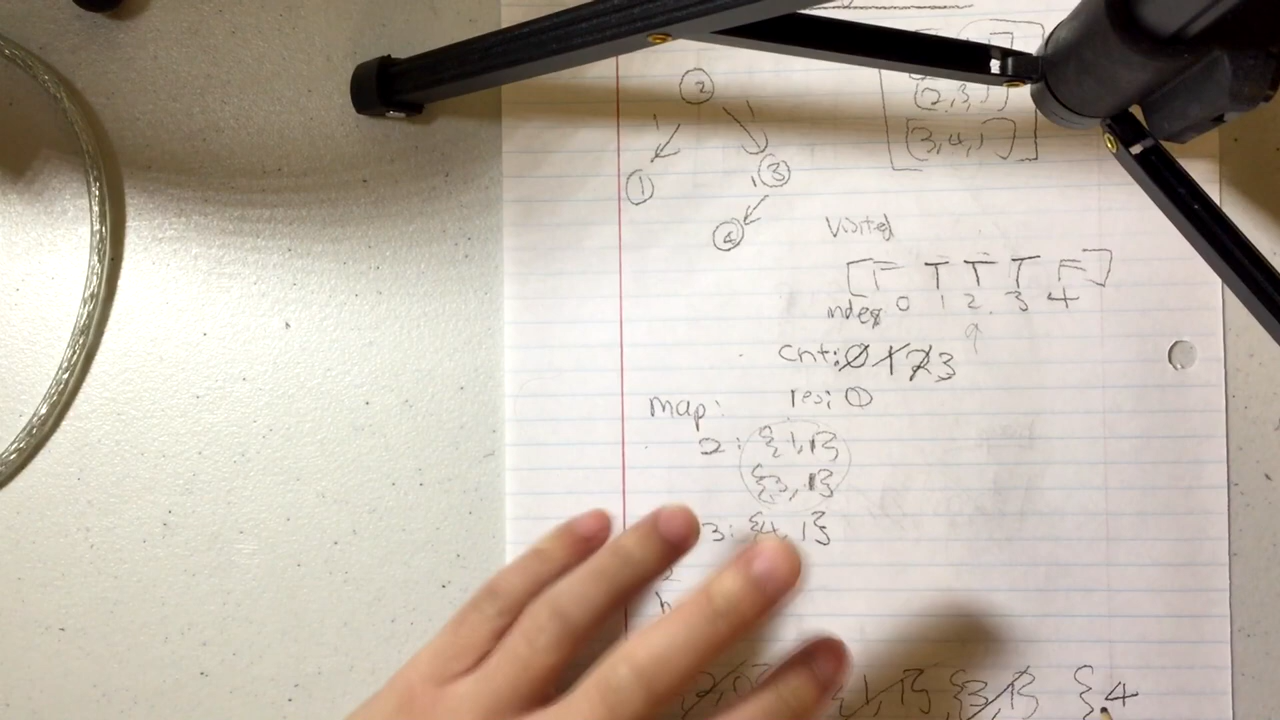 2
1
3
4
[2,3,1]
[3,4,1]
Visited
[F T T T F]
index 0 1 2 3 4
cnt: 0 1 2 3
res: 1
map:
2: {1,1}
{3,1}
3: {4,1}
{1,1} {3,1} {4